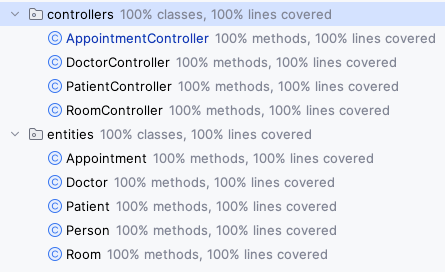 controllers 100% classes, 100% lines covered
AppointmentController 100% methods, 100% lines covered
DoctorController 100% methods, 100% lines covered
PatientController 100% methods, 100% lines covered
RoomController 100% methods, 100% lines covered
entities 100% classes, 100% lines covered
Appointment 100% methods, 100% lines covered
Doctor 100% methods, 100% lines covered
Patient 100% methods, 100% lines covered
Person 100% methods, 100% lines covered
Room 100% methods, 100% lines covered